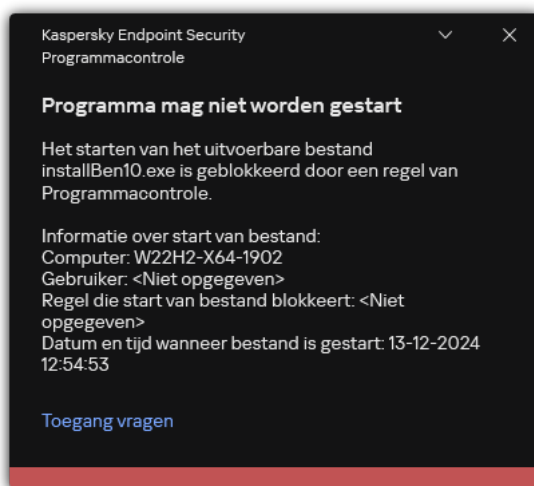 Kaspersky Endpoint Security
Programmacontrole
Programma mag niet worden gestart
Het starten van het uitvoerbare bestand
installBen10.exe is geblokkeerd door een regel van
Programmacontrole.
Informatie over start van bestand:
Computer: W22H2-X64-1902
Gebruiker: <Niet opgegeven>
Regel die start van bestand blokkeert: <Niet
opgegeven>
Datum en tijd wanneer bestand is gestart: 13-12-2024
12:54:53
Toegang vragen